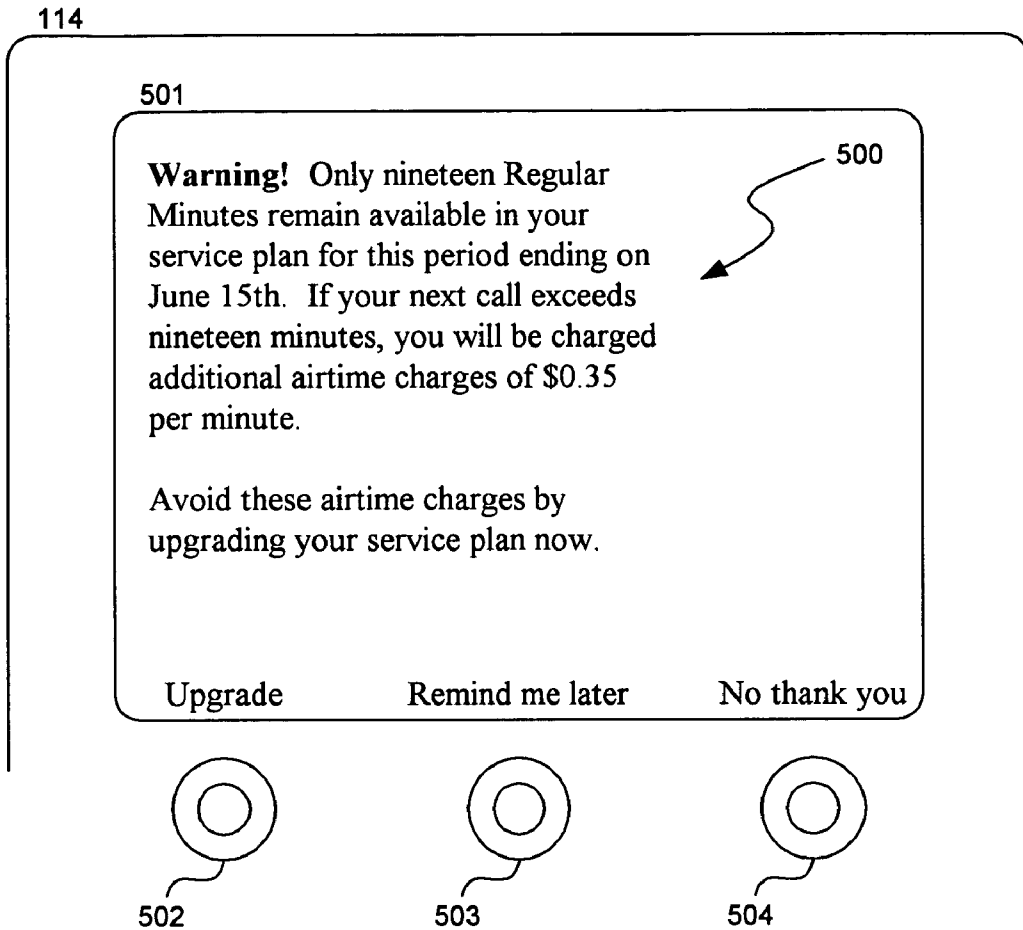 114
501
500
Warning! Only nineteen Regular
Minutes remain available in your
service plan for this period ending on
June 15th. If your next call exceeds
nineteen minutes, you will be charged
additional airtime charges of $0.35
per minute.
Avoid these airtime charges by
upgrading your service plan now.
Upgrade Remind me later No thank you
502 503 504